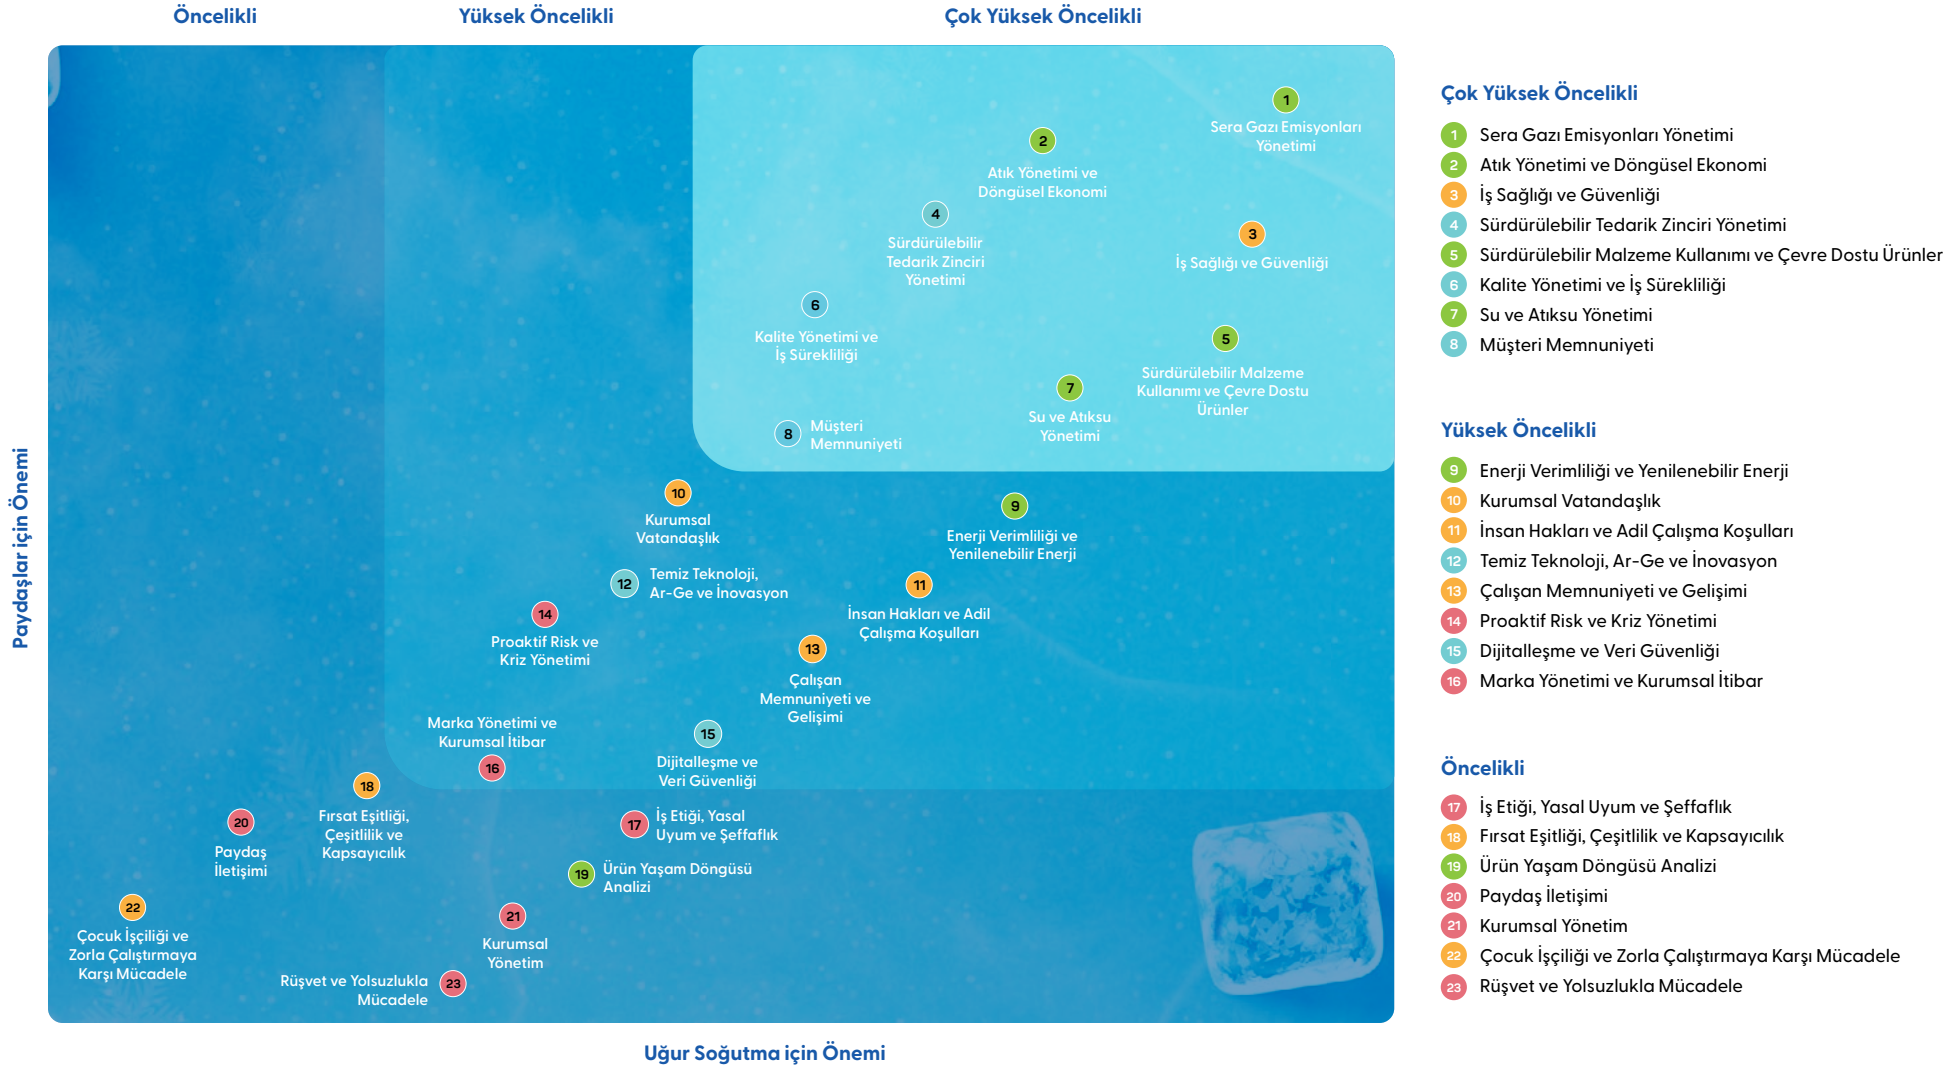 Öncelikli
Yüksek Öncelikli
Çok Yüksek Öncelikli
Paydaşlar için Önemi
1
Sera Gazı Emisyonları
Yönetimi
2
Atık Yönetimi ve
Döngüsel Ekonomi
4
Sürdürülebilir
Tedarik Zinciri
Yönetimi
3
İş Sağlığı ve Güvenliği
6
Kalite Yönetimi ve
İş Sürekliliği
5
Sürdürülebilir Malzeme
Kullanımı ve Çevre Dostu
Ürünler
7
Su ve Atıksu
Yönetimi
8
Müşteri
Memnuniyeti
10
Kurumsal
Vatandaşlık
9
Enerji Verimliliği ve
Yenilenebilir Enerji
12
Temiz Teknoloji,
Ar-Ge ve İnovasyon
11
İnsan Hakları ve Adil
Çalışma Koşulları
14
Proaktif Risk ve
Kriz Yönetimi
13
Çalışan
Memnuniyeti ve
Gelişimi
Marka Yönetimi ve
Kurumsal İtibar
16
15
Dijitalleşme ve
Veri Güvenliği
18
Fırsat Eşitliği,
Çeşitlilik ve
Kapsayıcılık
20
Paydaş
İletişimi
17
İş Etiği, Yasal
Uyum ve Şeffaflık
19
Ürün Yaşam Döngüsü
Analizi
22
Çocuk İşçiliği ve
Zorla Çalıştırmaya
Karşı Mücadele
21
Kurumsal
Yönetim
Rüşvet ve Yolsuzlukla
Mücadele
23
Uğur Soğutma için Önemi
Çok Yüksek Öncelikli
1 Sera Gazı Emisyonları Yönetimi
2 Atık Yönetimi ve Döngüsel Ekonomi
3 İş Sağlığı ve Güvenliği
4 Sürdürülebilir Tedarik Zinciri Yönetimi
5 Sürdürülebilir Malzeme Kullanımı ve Çevre Dostu Ürünler
6 Kalite Yönetimi ve İş Sürekliliği
7 Su ve Atıksu Yönetimi
8 Müşteri Memnuniyeti
Yüksek Öncelikli
9 Enerji Verimliliği ve Yenilenebilir Enerji
10 Kurumsal Vatandaşlık
11 İnsan Hakları ve Adil Çalışma Koşulları
12 Temiz Teknoloji, Ar-Ge ve İnovasyon
13 Çalışan Memnuniyeti ve Gelişimi
14 Proaktif Risk ve Kriz Yönetimi
15 Dijitalleşme ve Veri Güvenliği
16 Marka Yönetimi ve Kurumsal İtibar
Öncelikli
17 İş Etiği, Yasal Uyum ve Şeffaflık
18 Fırsat Eşitliği, Çeşitlilik ve Kapsayıcılık
19 Ürün Yaşam Döngüsü Analizi
20 Paydaş İletişimi
21 Kurumsal Yönetim
22 Çocuk İşçiliği ve Zorla Çalıştırmaya Karşı Mücadele
23 Rüşvet ve Yolsuzlukla Mücadele